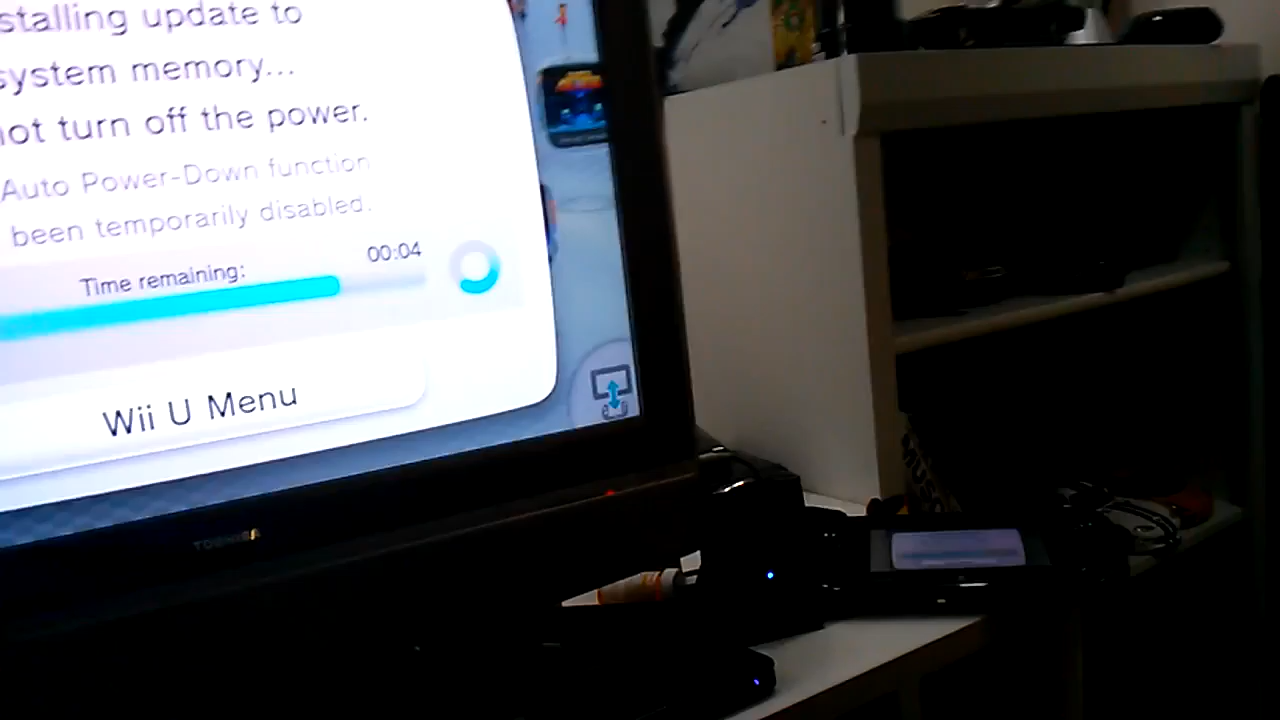 stalling update to
system memory...
not turn off the power.
Auto Power-Down function
been temporarily disabled.
00:04
Time remaining:
Wii U Menu
TOSHIBA